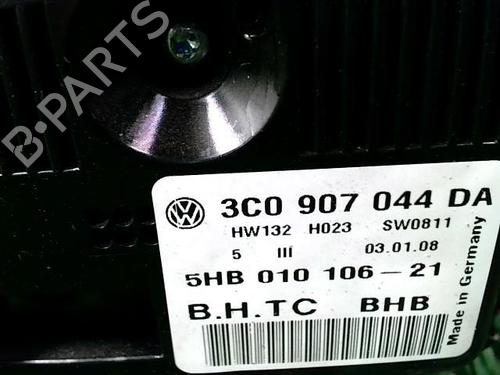 B-PARTS
3C0 907 044 DA
HW132 H023 SW0811
5 III 03.01.08
5HB 010 106-21
B.H.TC BHB
Made in Germany